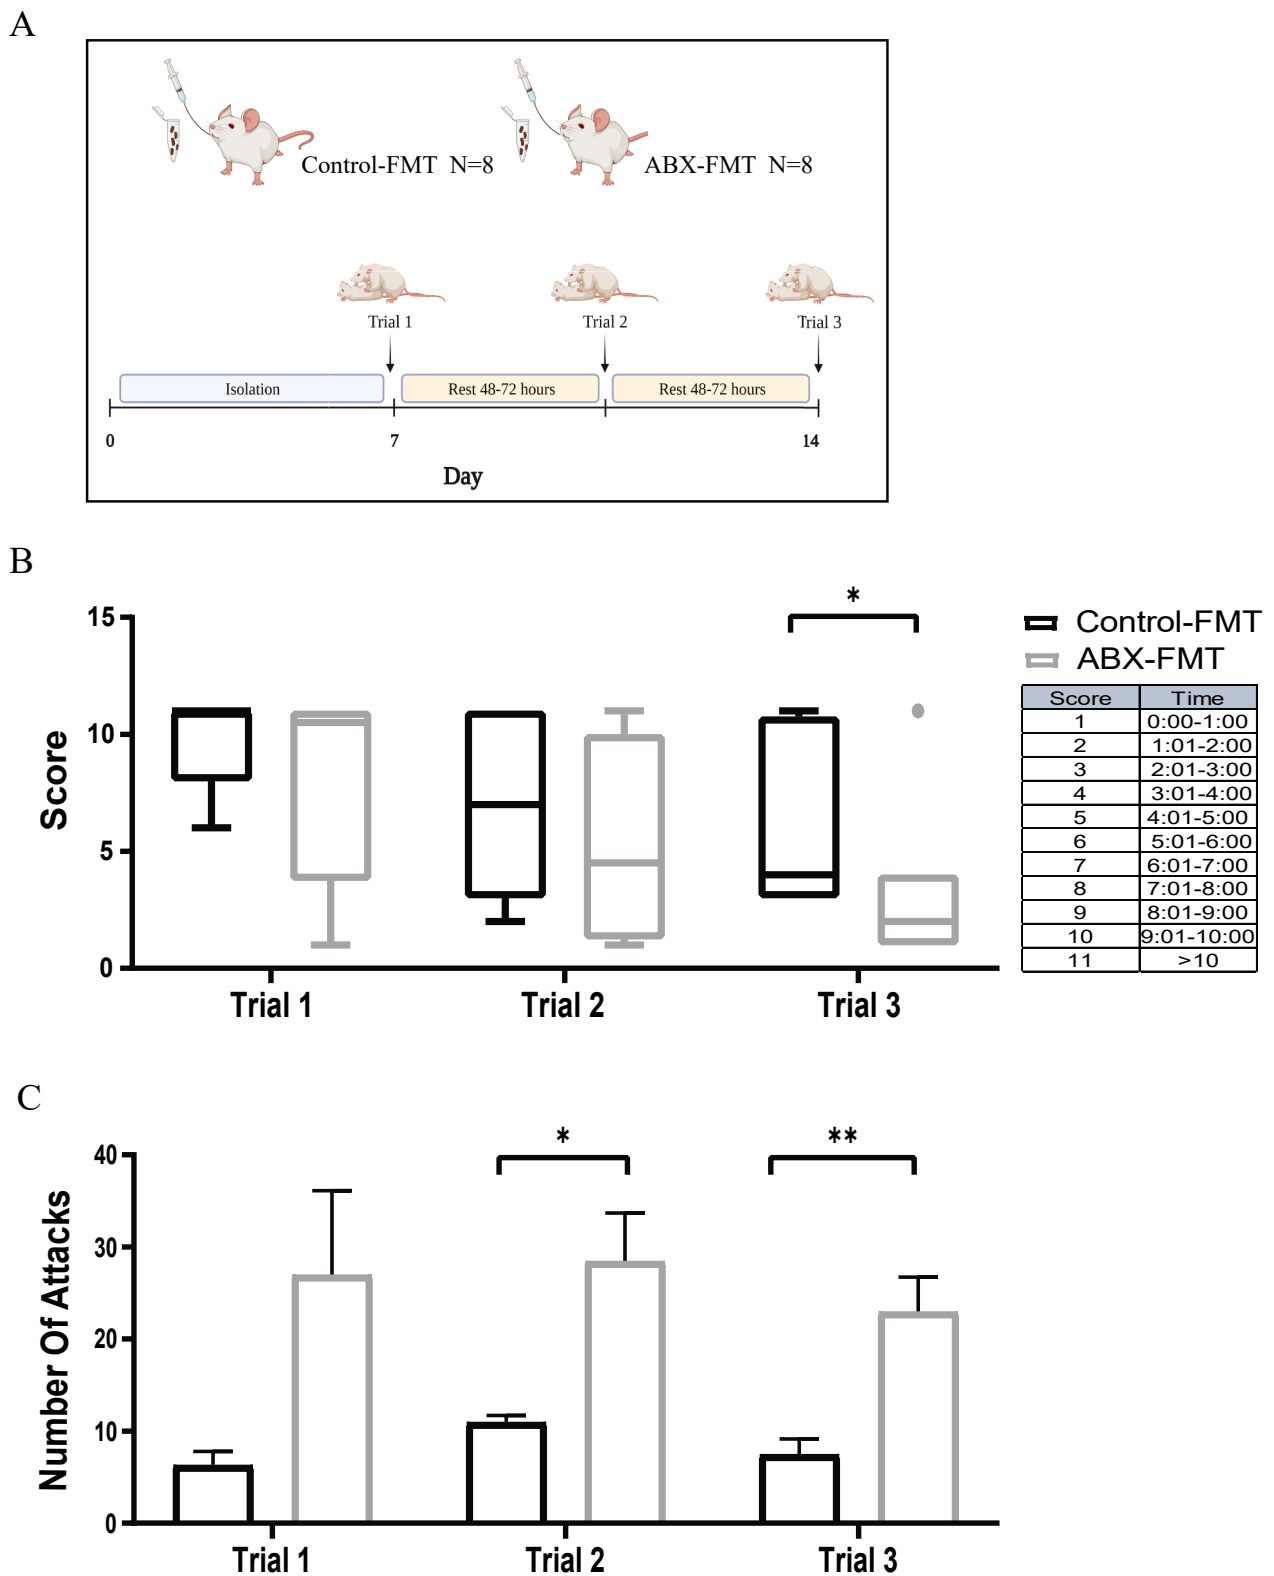 A
Control-FMT N=8
ABX-FMT N=8
Trial 1
Trial 2
Trial 3
Isolation
Rest 48-72 hours
Rest 48-72 hours
0
7
14
Day
B
*
15
10
5
0
Score
Trial 1
Trial 2
Trial 3
Control-FMT
ABX-FMT
Score Time
1 0:00-1:00
2 1:01-2:00
3 2:01-3:00
4 3:01-4:00
5 4:01-5:00
6 5:01-6:00
7 6:01-7:00
8 7:01-8:00
9 8:01-9:00
10 9:01-10:00
11 >10
C
*
**
40
30
20
10
0
Number Of Attacks
Trial 1
Trial 2
Trial 3